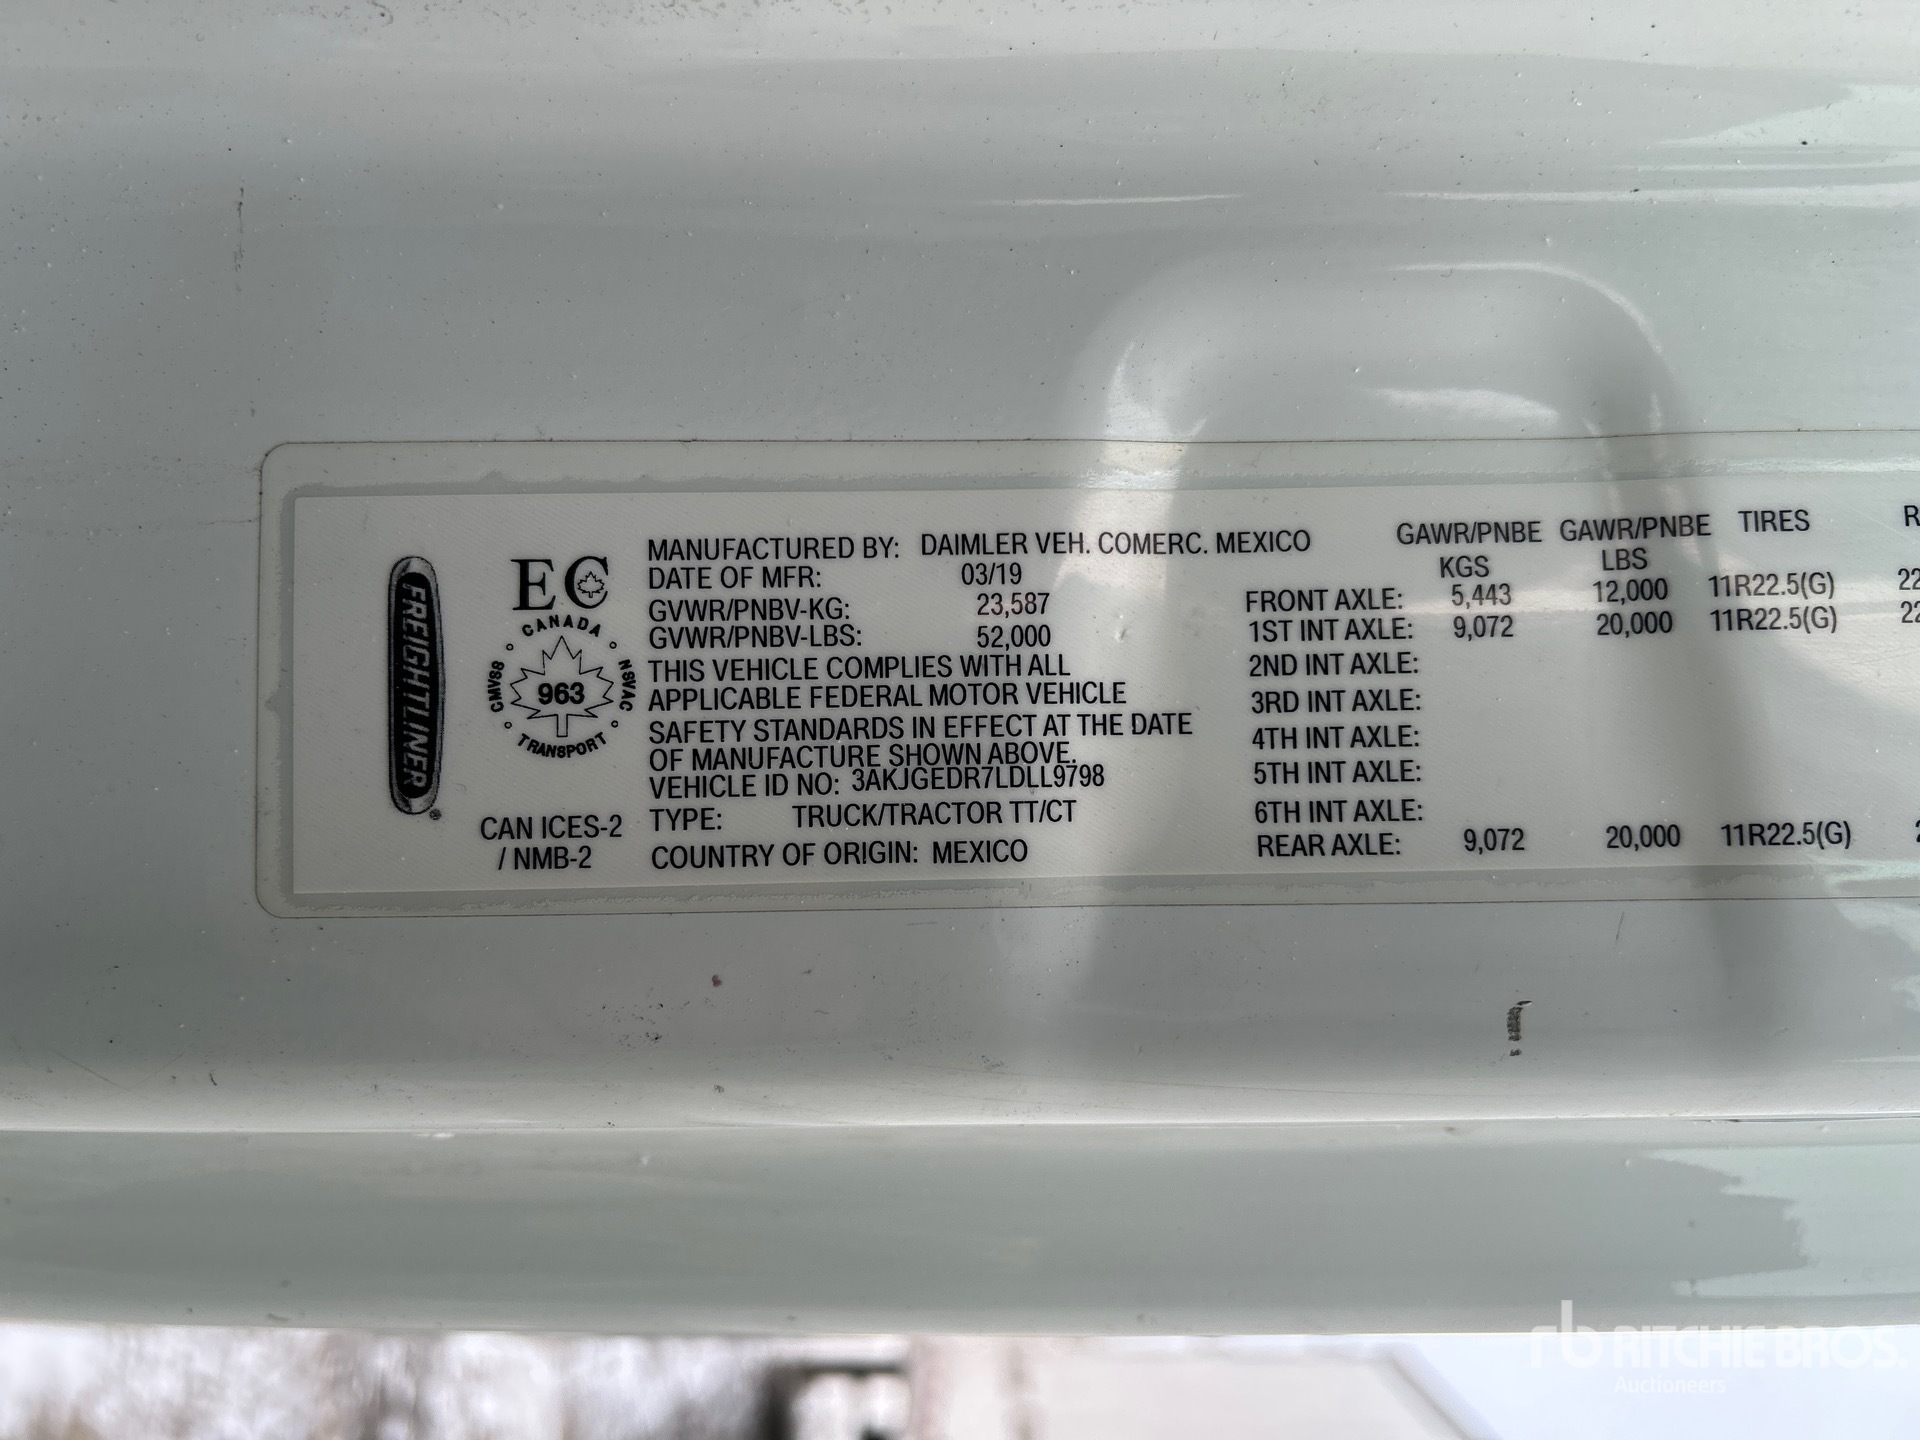 FREIGHTLINER
EC
CANADA
CMVSS
963
NSVAC
TRANSPORT
CAN ICES-2
/ NMB-2
MANUFACTURED BY: DAIMLER VEH. COMERC. MEXICO
DATE OF MFR: 03/19
GVWR/PNBV-KG: 23,587
GVWR/PNBV-LBS: 52,000
THIS VEHICLE COMPLIES WITH ALL
APPLICABLE FEDERAL MOTOR VEHICLE
SAFETY STANDARDS IN EFFECT AT THE DATE
OF MANUFACTURE SHOWN ABOVE.
VEHICLE ID NO: 3AKJGEDR7LDLL9798
TYPE: TRUCK/TRACTOR TT/CT
COUNTRY OF ORIGIN: MEXICO
GAWR/PNBE GAWR/PNBE TIRES
KGS LBS
FRONT AXLE: 5,443 12,000 11R22.5(G)
1ST INT AXLE: 9,072 20,000 11R22.5(G)
2ND INT AXLE:
3RD INT AXLE:
4TH INT AXLE:
5TH INT AXLE:
6TH INT AXLE:
REAR AXLE: 9,072 20,000 11R22.5(G)
rb RITCHIE BROS.
Auctioneers